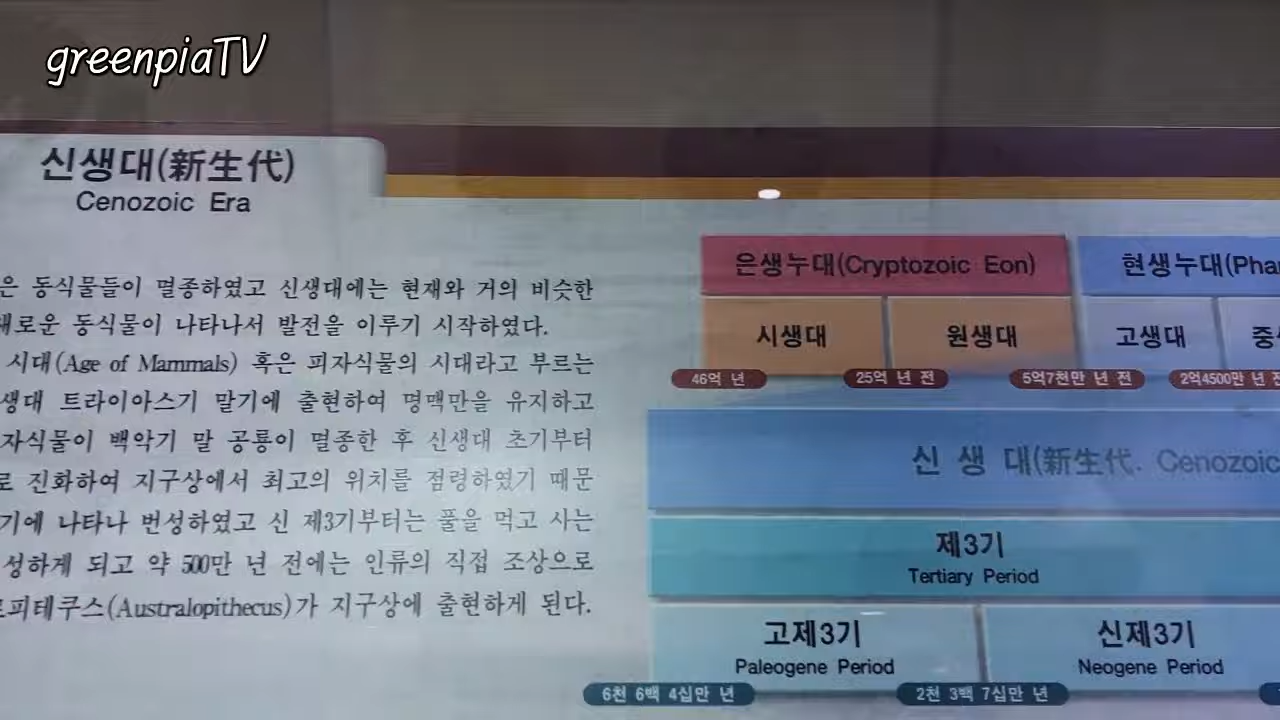 greenpiaTV
신생대(新生代)
Cenozoic Era
은 동식물들이 멸종하였고 신생대에는 현재와 거의 비슷한
새로운 동식물이 나타나서 발전을 이루기 시작하였다.
시대(Age of Mammals) 혹은 피자식물의 시대라고 부르는
생대 트라이아스기 말기에 출현하여 명맥만을 유지하고
자식물이 백악기 말 공룡이 멸종한 후 신생대 초기부터
로 진화하여 지구상에서 최고의 위치를 점령하였기 때문
기에 나타나 번성하였고 신 제3기부터는 풀을 먹고 사는
성하게 되고 약 500만 년 전에는 인류의 직접 조상으로
로피테쿠스(Australopithecus)가 지구상에 출현하게 된다.
은생누대(Cryptozoic Eon)
현생누대(Phan
시생대
원생대
고생대
중생
46억 년
25억 년 전
5억7천만 년 전
2억4500만 년 전
신 생 대(新生代. Cenozoic
제3기
Tertiary Period
고제3기
Paleogene Period
신제3기
Neogene Period
6천 6백 4십만 년
2천 3백 7십만 년